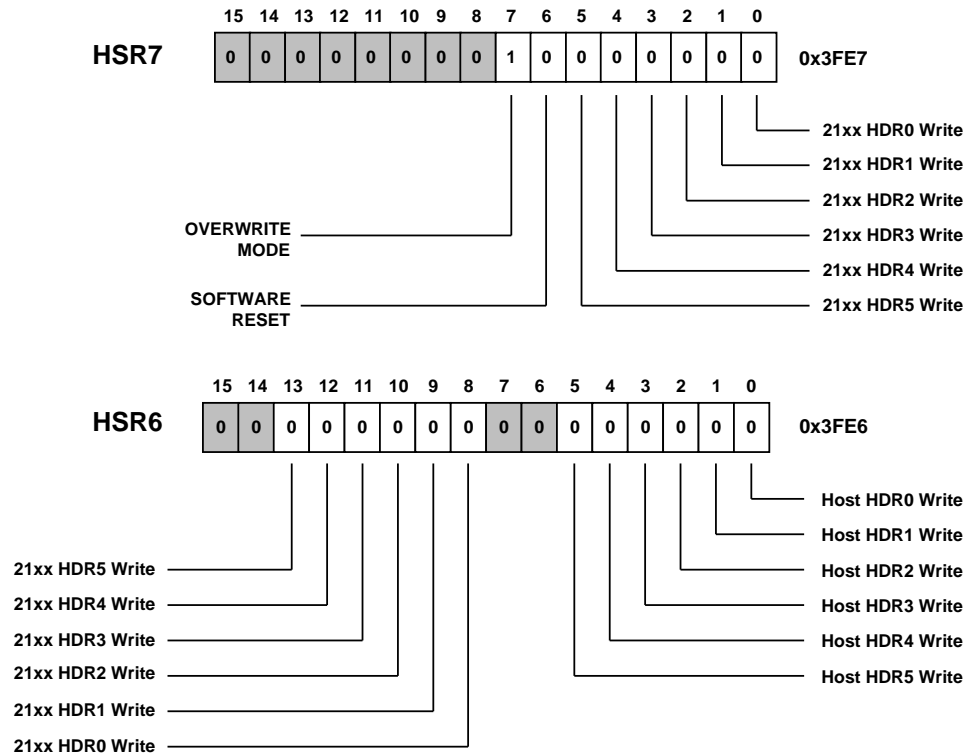 15 14 13 12 11 10 9 8 7 6 5 4 3 2 1 0
HSR7 0 0 0 0 0 0 0 0 1 0 0 0 0 0 0 0 0x3FE7
21xx HDR0 Write
21xx HDR1 Write
21xx HDR2 Write
OVERWRITE
MODE
21xx HDR3 Write
21xx HDR4 Write
SOFTWARE
RESET
21xx HDR5 Write
15 14 13 12 11 10 9 8 7 6 5 4 3 2 1 0
HSR6 0 0 0 0 0 0 0 0 0 0 0 0 0 0 0 0 0x3FE6
Host HDR0 Write
Host HDR1 Write
21xx HDR5 Write Host HDR2 Write
21xx HDR4 Write Host HDR3 Write
21xx HDR3 Write Host HDR4 Write
21xx HDR2 Write Host HDR5 Write
21xx HDR1 Write
21xx HDR0 Write